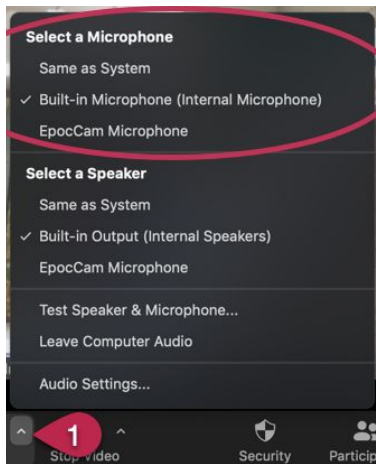 Select a Microphone
Same as System
✓ Built-in Microphone (Internal Microphone)
EpocCam Microphone
Select a Speaker
Same as System
✓ Built-in Output (Internal Speakers)
EpocCam Microphone
Test Speaker & Microphone...
Leave Computer Audio
Audio Settings...
1
Stop Video
Security
Particip